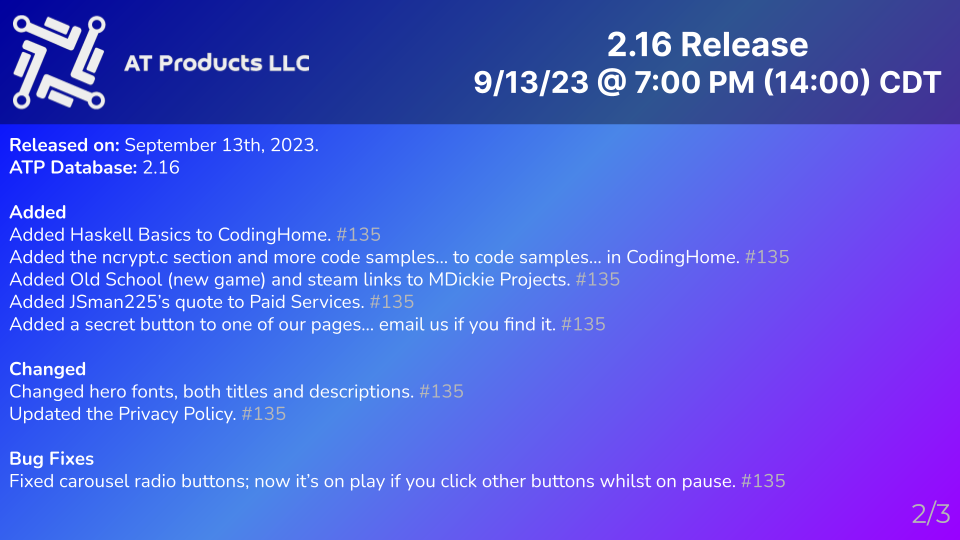 AT Products LLC
2.16 Release
9/13/23 @ 7:00 PM (14:00) CDT
Released on: September 13th, 2023.
ATP Database: 2.16
Added
Added Haskell Basics to CodingHome. #135
Added the ncrypt.c section and more code samples... to code samples... in CodingHome. #135
Added Old School (new game) and steam links to MDickie Projects. #135
Added JSman225's quote to Paid Services. #135
Added a secret button to one of our pages... email us if you find it. #135
Changed
Changed hero fonts, both titles and descriptions. #135
Updated the Privacy Policy. #135
Bug Fixes
Fixed carousel radio buttons; now it's on play if you click other buttons whilst on pause. #135
2/3